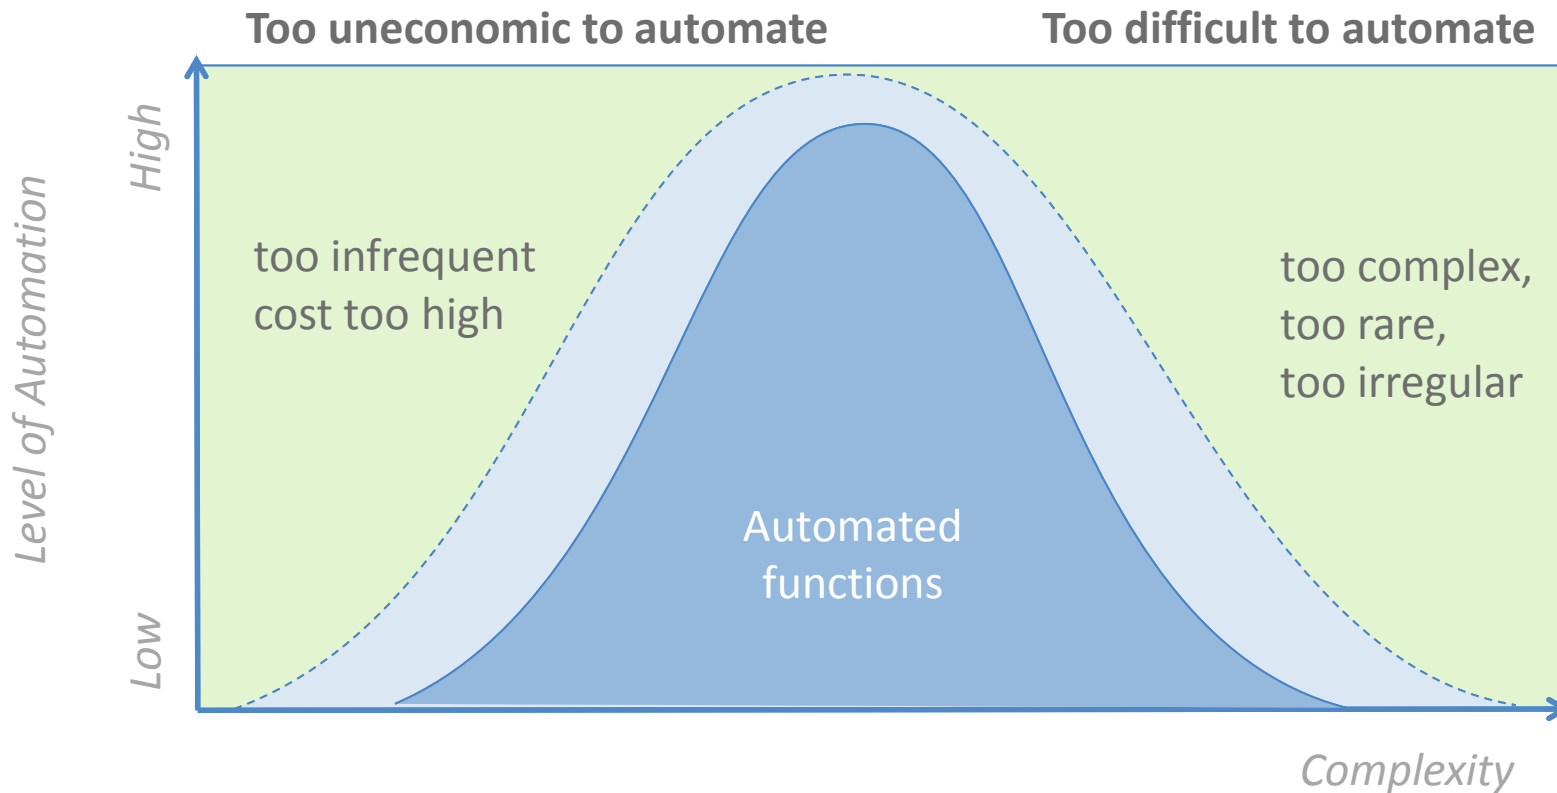 Too uneconomic to automate
Too difficult to automate
High
Level of Automation
too infrequent
cost too high
too complex,
too rare,
too irregular
Automated
functions
Low
Complexity